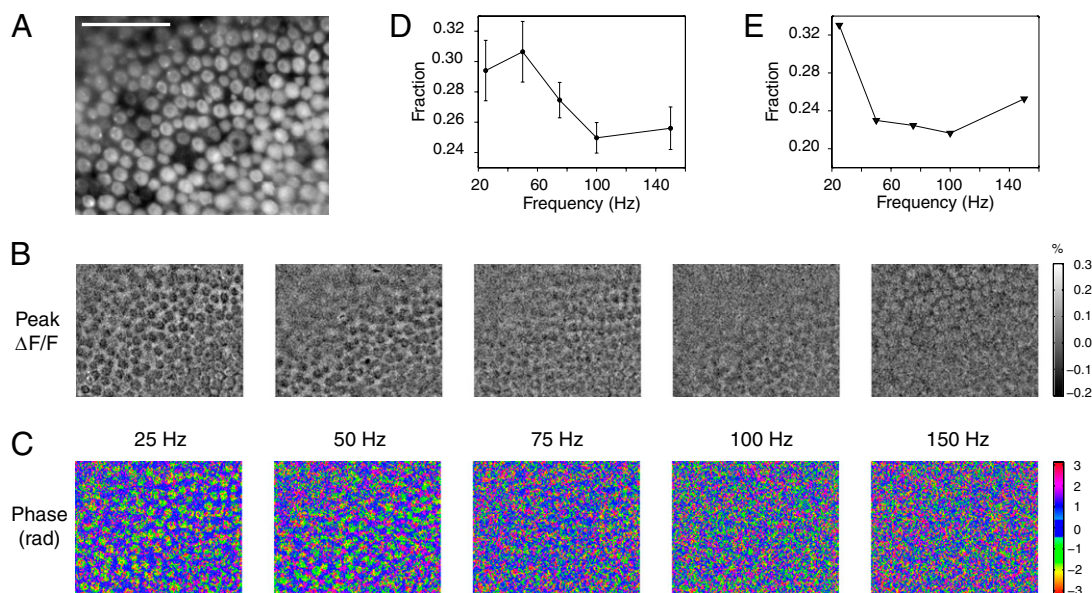 A
D
0.32
0.30
0.28
0.26
0.24
Fraction
20
60
100
140
Frequency (Hz)
E
0.32
0.28
0.24
0.20
Fraction
20
60
100
140
Frequency (Hz)
B
Peak
ΔF/F
%
0.3
0.2
0.1
0.0
−0.1
−0.2
C
25 Hz
50 Hz
75 Hz
100 Hz
150 Hz
Phase
(rad)
3
2
1
0
−1
−2
−3